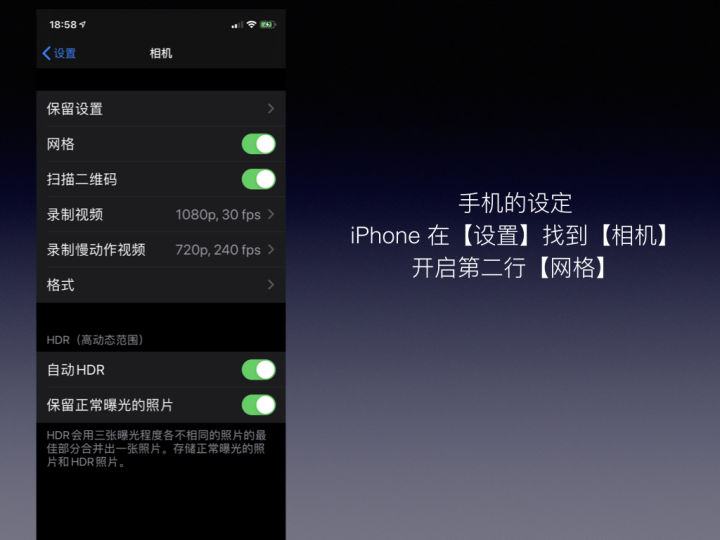 18:58
设置
相机
保留设置
网格
扫描二维码
录制视频 1080p, 30 fps
录制慢动作视频 720p, 240 fps
格式
HDR（高动态范围）
自动HDR
保留正常曝光的照片
HDR会用三张曝光程度各不相同的照片的最
佳部分合并出一张照片。存储正常曝光的照
片和HDR照片。
手机的设定
iPhone 在【设置】找到【相机】
开启第二行【网格】